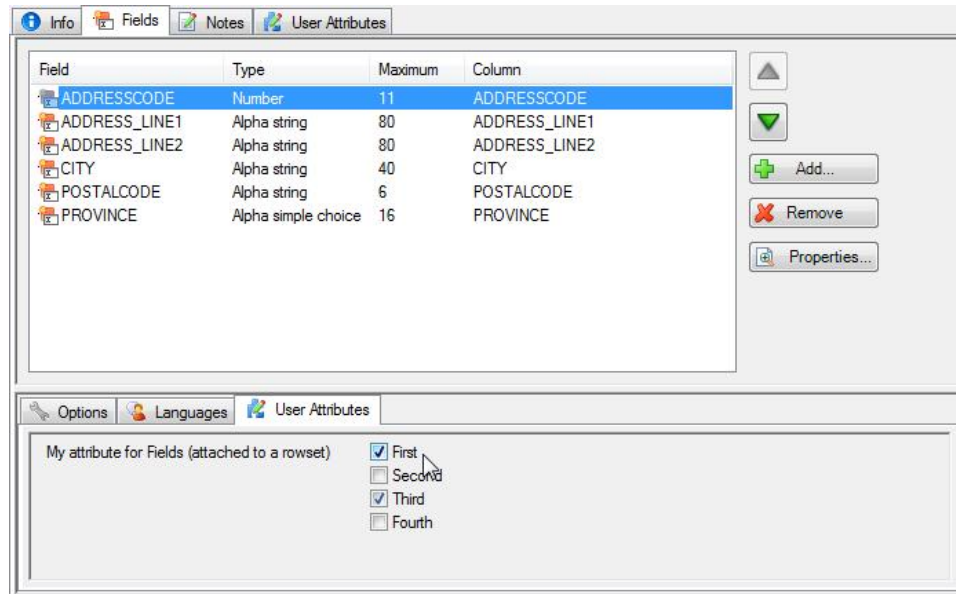 Info Fields Notes User Attributes
Field Type Maximum Column
ADDRESSCODE Number 11 ADDRESSCODE
ADDRESS_LINE1 Alpha string 80 ADDRESS_LINE1
ADDRESS_LINE2 Alpha string 80 ADDRESS_LINE2
CITY Alpha string 40 CITY
POSTALCODE Alpha string 6 POSTALCODE
PROVINCE Alpha simple choice 16 PROVINCE
Add...
Remove
Properties...
Options Languages User Attributes
My attribute for Fields (attached to a rowset) First
Second
Third
Fourth